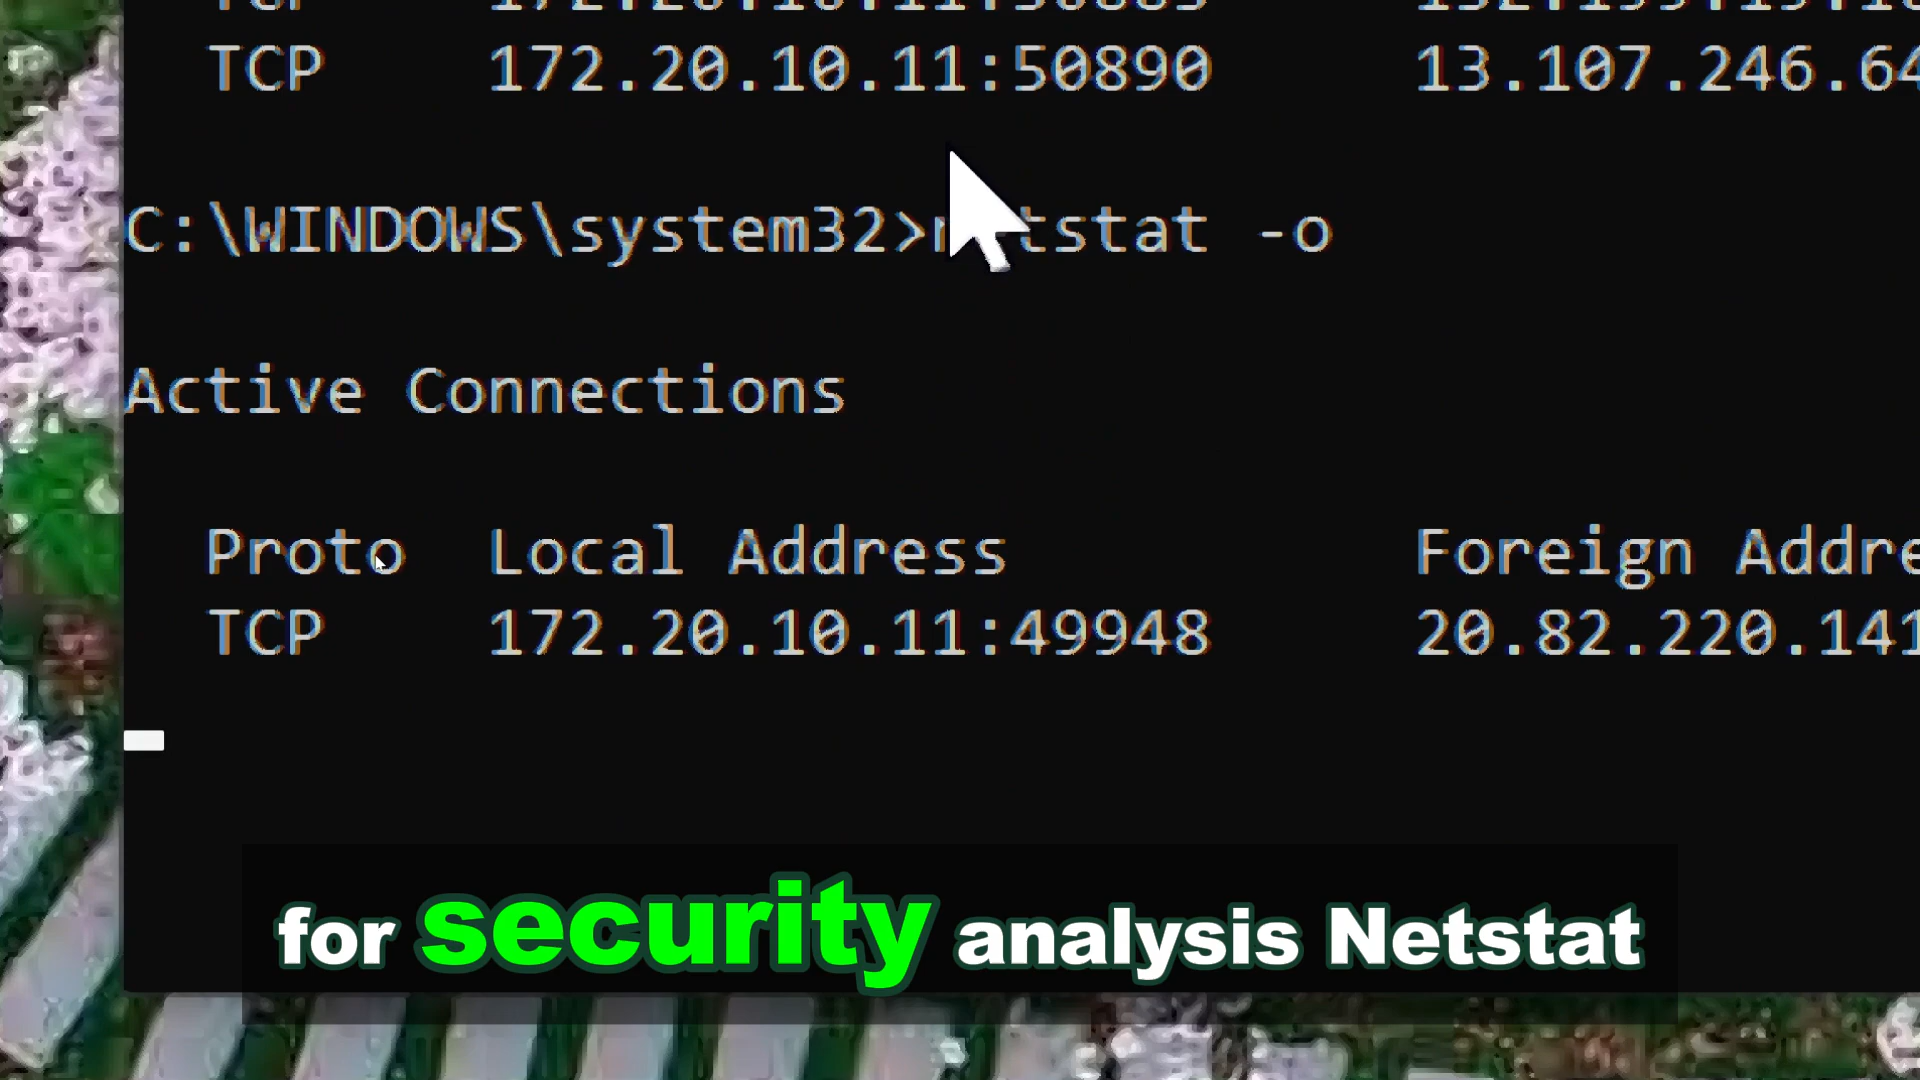 TCP 172.20.10.11:50890 13.107.246.64
C:\WINDOWS\system32>netstat -o
Active Connections
Proto Local Address Foreign Addre
TCP 172.20.10.11:49948 20.82.220.141
for security analysis Netstat